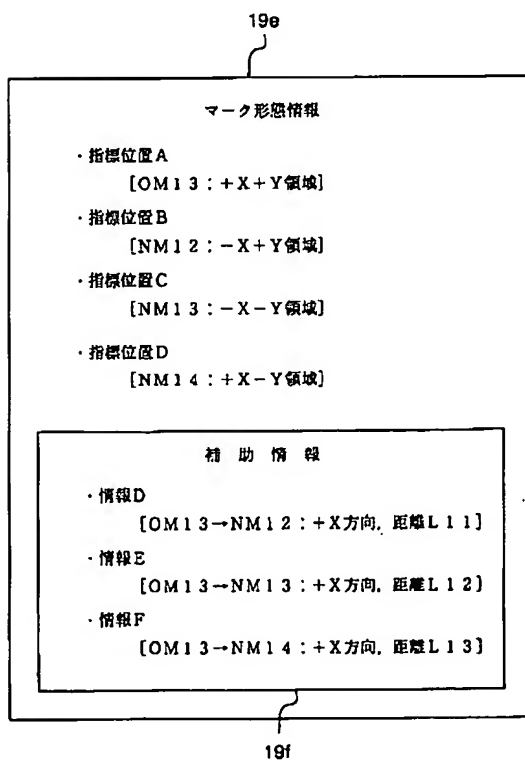 19e
マーク形態情報
・指標位置A
[OM13：+X+Y領域]
・指標位置B
[NM12：−X+Y領域]
・指標位置C
[NM13：−X−Y領域]
・指標位置D
[NM14：+X−Y領域]
補助情報
・情報D
[OM13→NM12：+X方向，距離L11]
・情報E
[OM13→NM13：+X方向，距離L12]
・情報F
[OM13→NM14：+X方向，距離L13]
19f